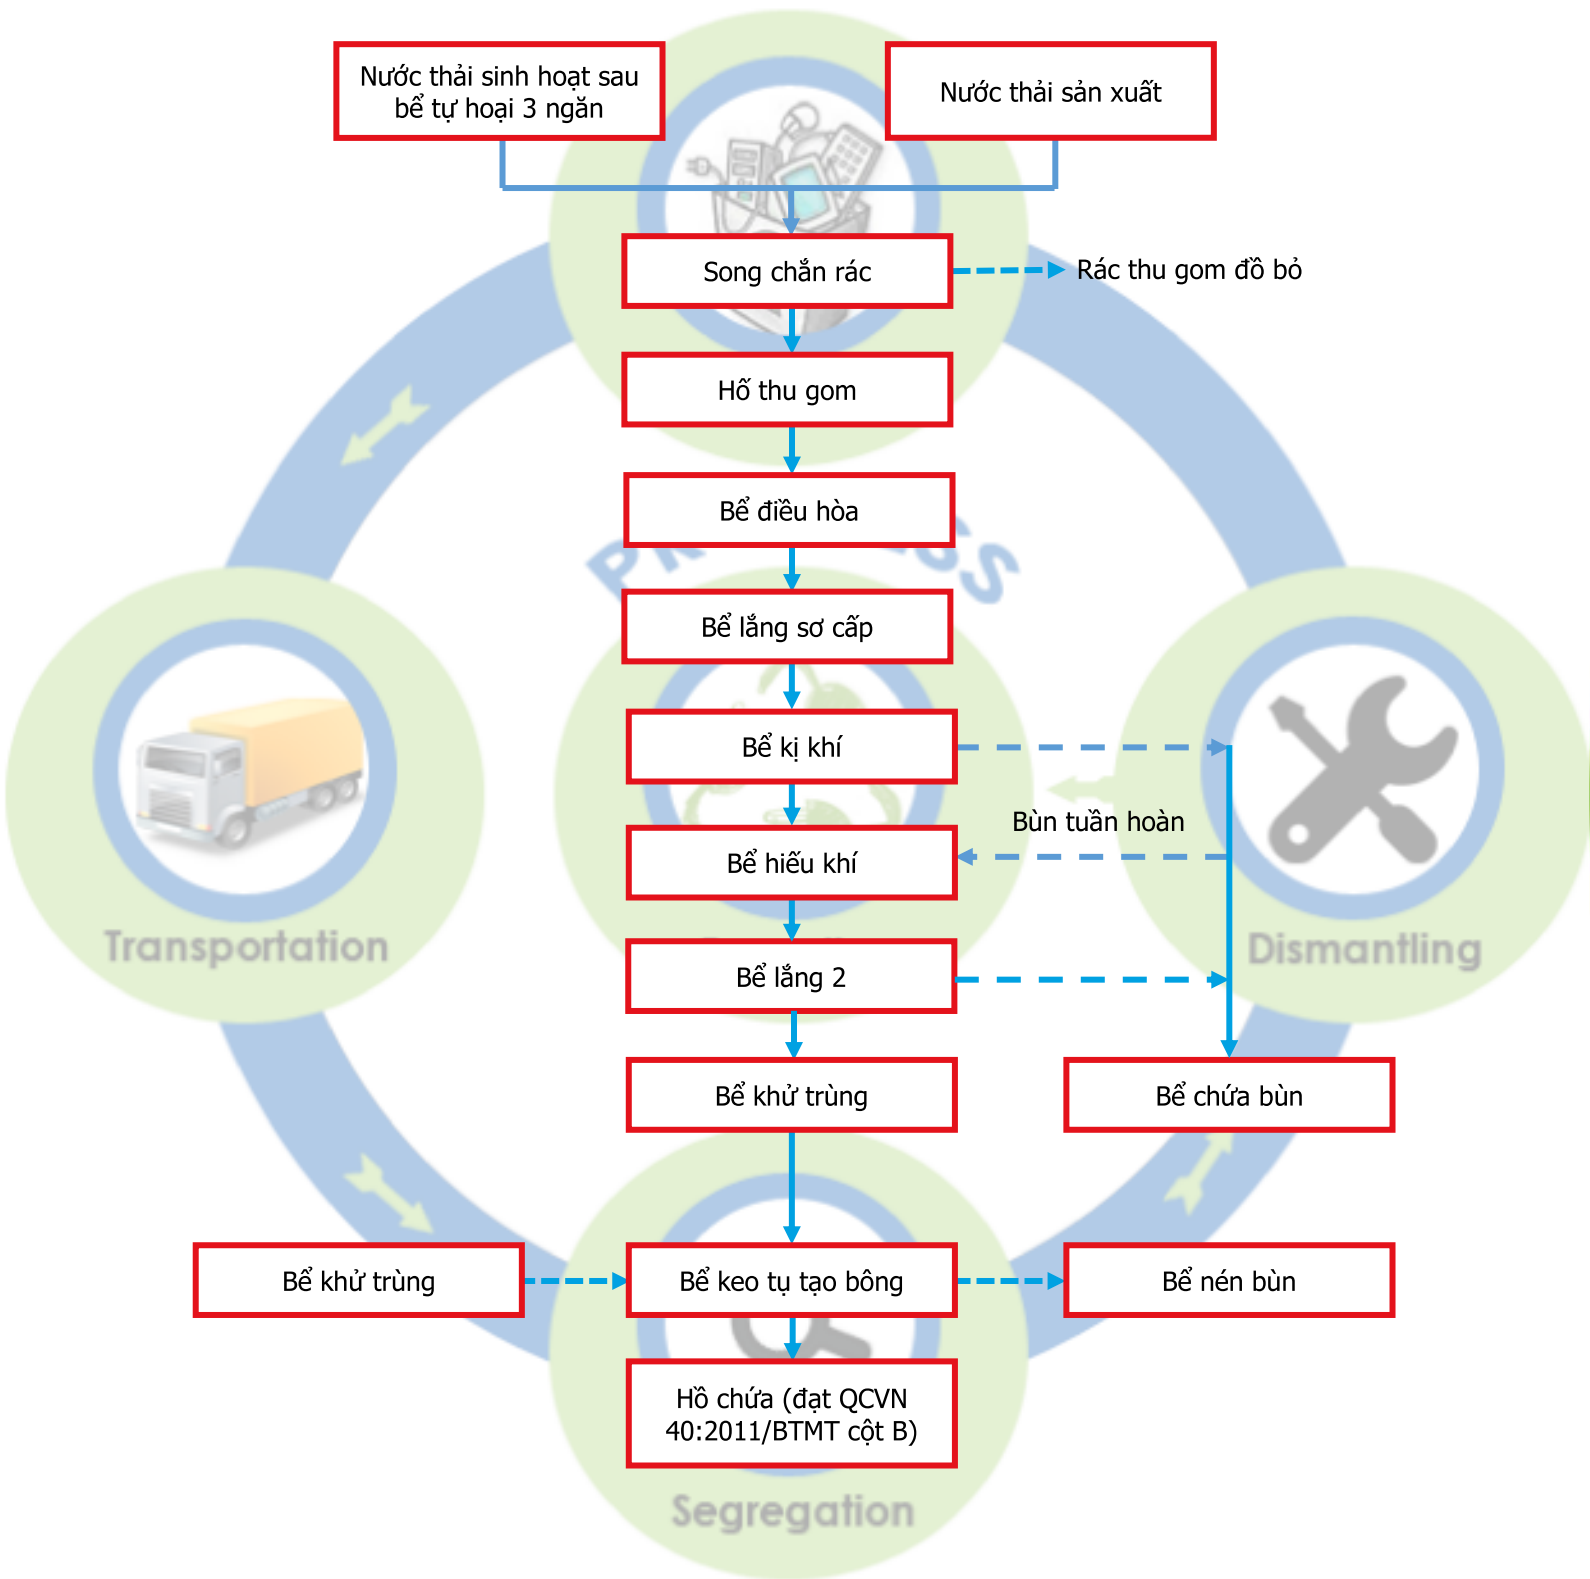 Nước thải sinh hoạt sau
bể tự hoại 3 ngăn
Nước thải sản xuất
Song chắn rác
Rác thu gom đồ bỏ
Hố thu gom
Bể điều hòa
Bể lắng sơ cấp
Bể kị khí
Bùn tuần hoàn
Bể hiếu khí
Transportation
Dismantling
Bể lắng 2
Bể khử trùng
Bể chứa bùn
Bể khử trùng
Bể keo tụ tạo bông
Bể nén bùn
Hồ chứa (đạt QCVN
40:2011/BTMT cột B)
Segregation